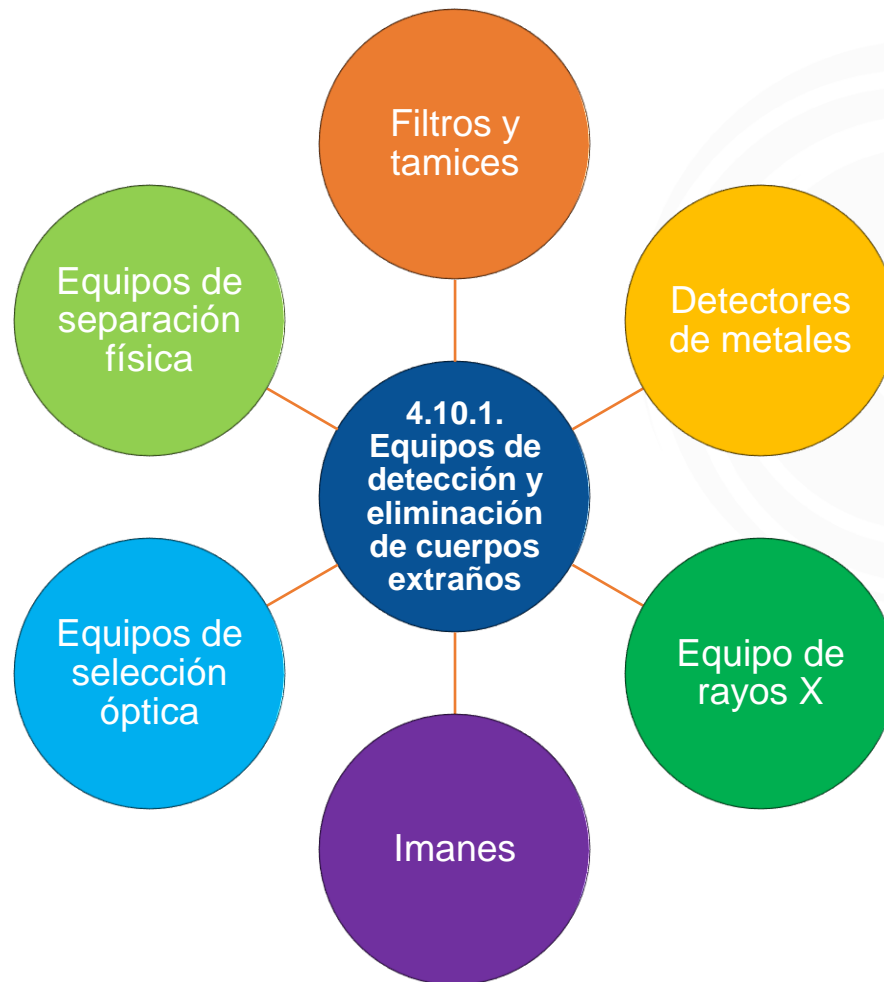 Filtros y
tamices
Detectores
de metales
Equipo de
rayos X
Imanes
Equipos de
selección
óptica
Equipos de
separación
física
4.10.1.
Equipos de
detección y
eliminación
de cuerpos
extraños